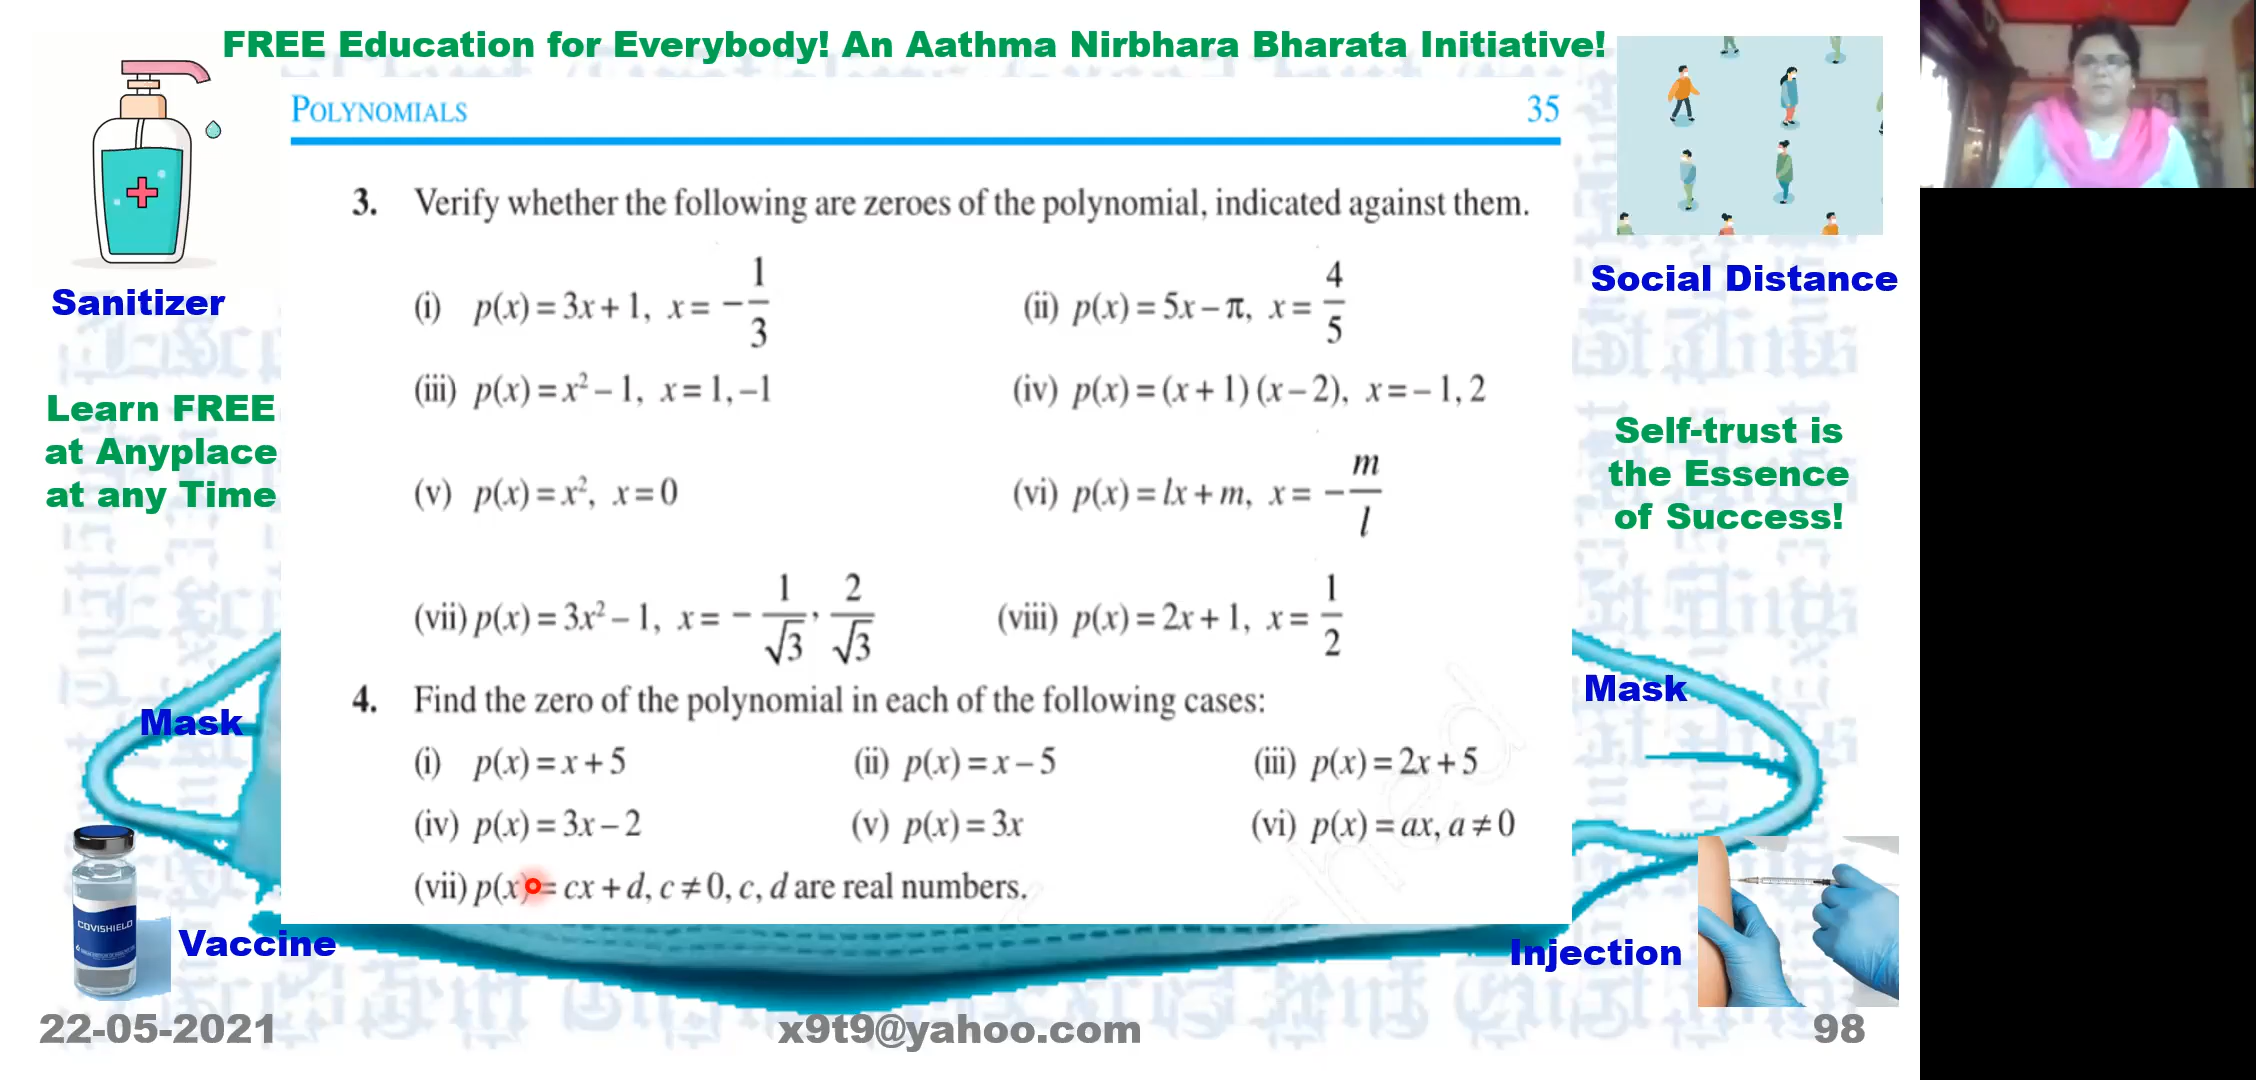 FREE Education for Everybody! An Aathma Nirbhara Bharata Initiative!
POLYNOMIALS 35
3. Verify whether the following are zeroes of the polynomial, indicated against them.
(i) p(x) = 3x + 1, x = −1/3 (ii) p(x) = 5x – π, x = 4/5
(iii) p(x) = x² – 1, x = 1, –1 (iv) p(x) = (x + 1) (x – 2), x = – 1, 2
(v) p(x) = x², x = 0 (vi) p(x) = lx + m, x = −m/l
(vii) p(x) = 3x² – 1, x = −1/√3, 2/√3 (viii) p(x) = 2x + 1, x = 1/2
4. Find the zero of the polynomial in each of the following cases:
(i) p(x) = x + 5 (ii) p(x) = x – 5 (iii) p(x) = 2x + 5
(iv) p(x) = 3x – 2 (v) p(x) = 3x (vi) p(x) = ax, a ≠ 0
(vii) p(x) = cx + d, c ≠ 0, c, d are real numbers.
Sanitizer
Learn FREE
at Anyplace
at any Time
Mask
COVISHIELD
Vaccine
Social Distance
Self-trust is
the Essence
of Success!
Mask
Injection
22-05-2021 x9t9@yahoo.com 98